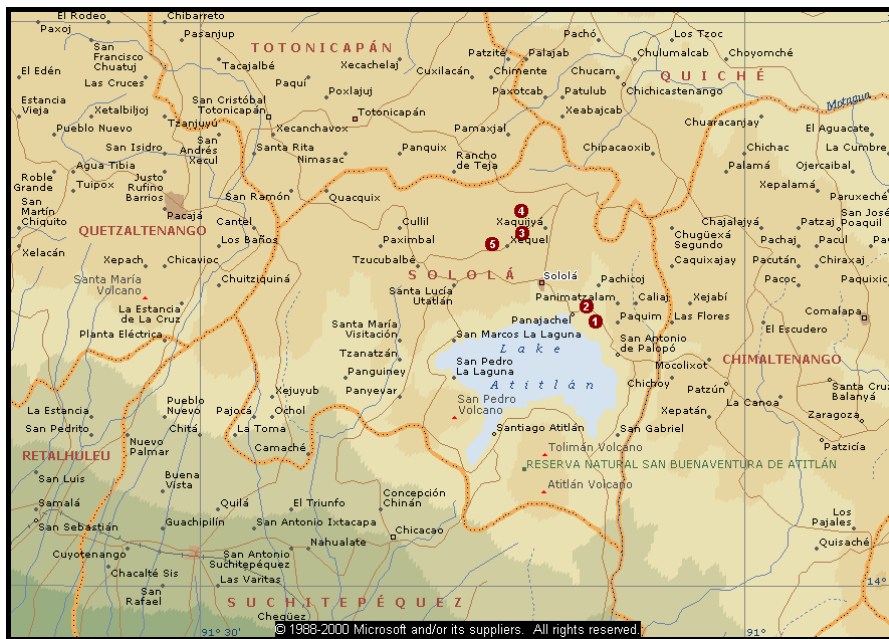 El Rodeo
Chibarreto
Pachó
Los Tzoc
Paxoj
Pasanjup
TOTONICAPÁN
Patzité
Palajab
Chulumalcab
Choyomché
San
Francisco
Chuatuj
Tacajalbé
Xecachelaj
Cuxilacán
Chimente
Chucam
QUICHÉ
El Edén
Las Cruces
Paquí
Paxotcab
Patulub
Chichicastenango
Estancia
Vieja
Xetalbiljoj
San Cristóbal
Totonicapán
Poxlajuj
Totonicapán
Xeabajcab
Motagua
Pueblo Nuevo
Tzanjuyú
Xecanchavox
Pamaxjal
Chuaracanjay
El Aguacate
San Isidro
San
Andrés
Xecul
Santa Rita
Nimasac
Panquix
Rancho
de Teja
Chipacaoxib
Chichac
La Cumbre
Agua Tibia
Roble
Grande
Tuipox
Justo
Rufino
Barrios
Palamá
Ojercaibal
Xepalamá
San
Martín
Chiquito
San Ramón
Quacquix
4
Paruxeché
Pacajá
Cantel
Cullil
Xaquijyá
Chajalajyá
Patzaj
San José
Poaquil
QUETZALTENANGO
Los Baños
Paximbal
3
5
Xequel
Chugüexá
Segundo
Pachaj
Pacul
Xelacán
Xepach
Chicavioc
Tzucubalbé
Caquixajay
Pacután
Chiraxaj
Santa María
Volcano
Chuitziquiná
SOLOLÁ
Sololá
Pachicoj
Pacoc
Paquixic
Santa Lucía
Utatlán
Panimatzalam
Caliaj
Xejabí
La Estancia
de La Cruz
2
Panajachel
1
Paquim
Las Flores
Comalapa
Planta Eléctrica
Santa María
Visitación
San Marcos La Laguna
El Escudero
Lake
Atitlán
San Antonio
de Palopó
Tzanatzán
San Pedro
La Laguna
Mocolixot
CHIMALTENANGO
Panguiney
Chichoy
Patzún
Santa Cruz
Balanyá
Xejuyub
Panyevar
San Pedro
Volcano
Xepatán
La Canoa
Zaragoza
La Estancia
Pueblo
Nuevo
Pajocá
Ochol
San Pedrito
Chitá
La Toma
Santiago Atitlán
San Gabriel
Nuevo
Palmar
Camaché
Tolimán Volcano
Patzicía
RETALHULEU
RESERVA NATURAL SAN BUENAVENTURA DE ATITLÁN
San Luis
Buena
Vista
Atitlán Volcano
Samalá
Quilá
El Triunfo
Concepción
Chinán
San Sebastián
Guachipilín
San Antonio Ixtacapa
Chicacao
Los
Pajales
Cuyotenango
San Antonio
Suchitepéquez
Nahualate
Quisaché
Chacalté Sis
Las Varitas
14°
San
Rafael
SUCHITEPÉQUEZ
Chegüez
91° 30'
© 1988-2000 Microsoft and/or its suppliers. All rights reserved.
91°